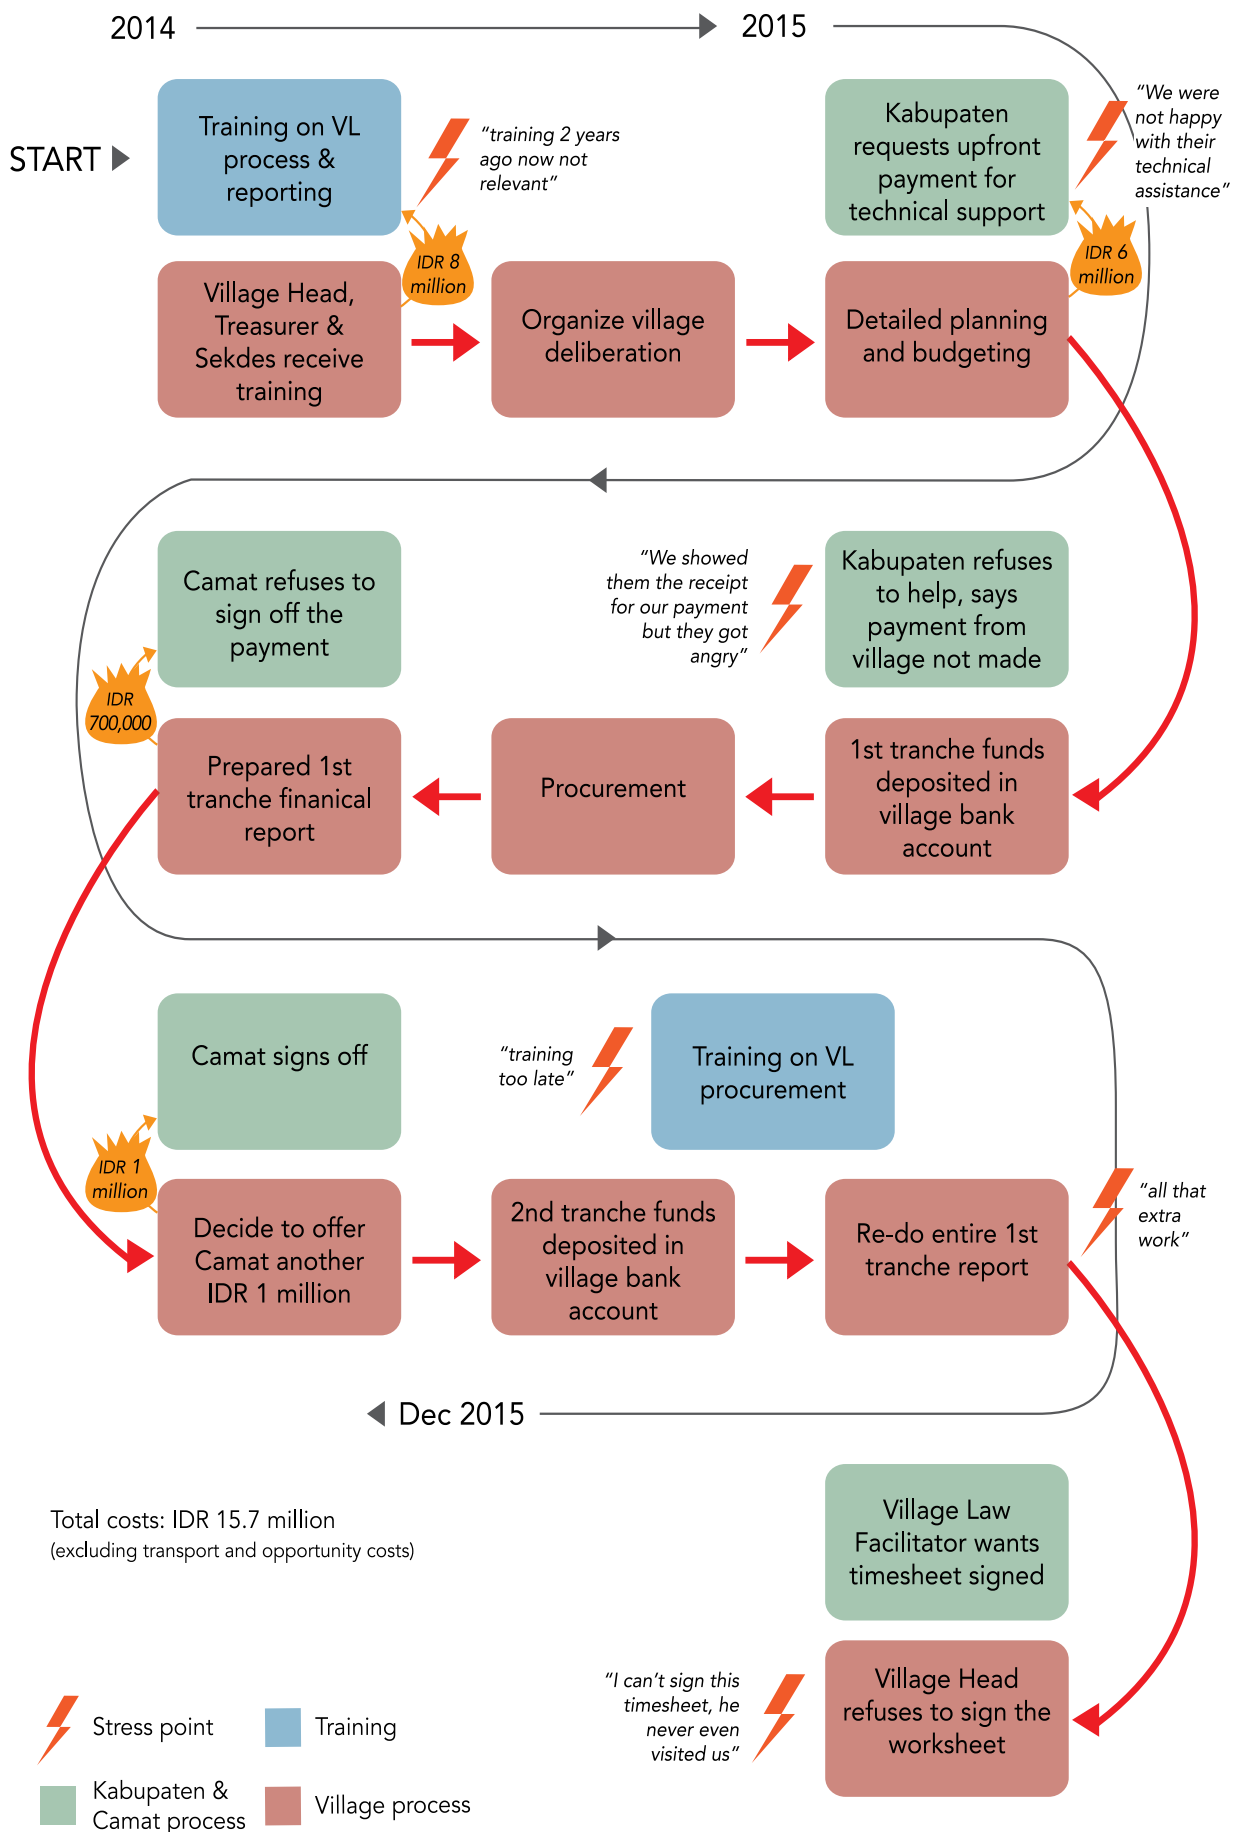 2014
2015
START
Training on VL
process &
reporting
"training 2 years
ago now not
relevant"
Kabupaten
requests upfront
payment for
technical support
"We were
not happy
with their
technical
assistance"
IDR 8
million
IDR 6
million
Village Head,
Treasurer &
Sekdes receive
training
Organize village
deliberation
Detailed planning
and budgeting
Camat refuses to
sign off the
payment
"We showed
them the receipt
for our payment
but they got
angry"
Kabupaten refuses
to help, says
payment from
village not made
IDR
700,000
Prepared 1st
tranche finanical
report
Procurement
1st tranche funds
deposited in
village bank
account
Camat signs off
"training
too late"
Training on VL
procurement
IDR 1
million
Decide to offer
Camat another
IDR 1 million
2nd tranche funds
deposited in
village bank
account
Re-do entire 1st
tranche report
"all that
extra
work"
Dec 2015
Total costs: IDR 15.7 million
(excluding transport and opportunity costs)
Village Law
Facilitator wants
timesheet signed
"I can't sign this
timesheet, he
never even
visited us"
Village Head
refuses to sign the
worksheet
Stress point
Training
Kabupaten &
Camat process
Village process